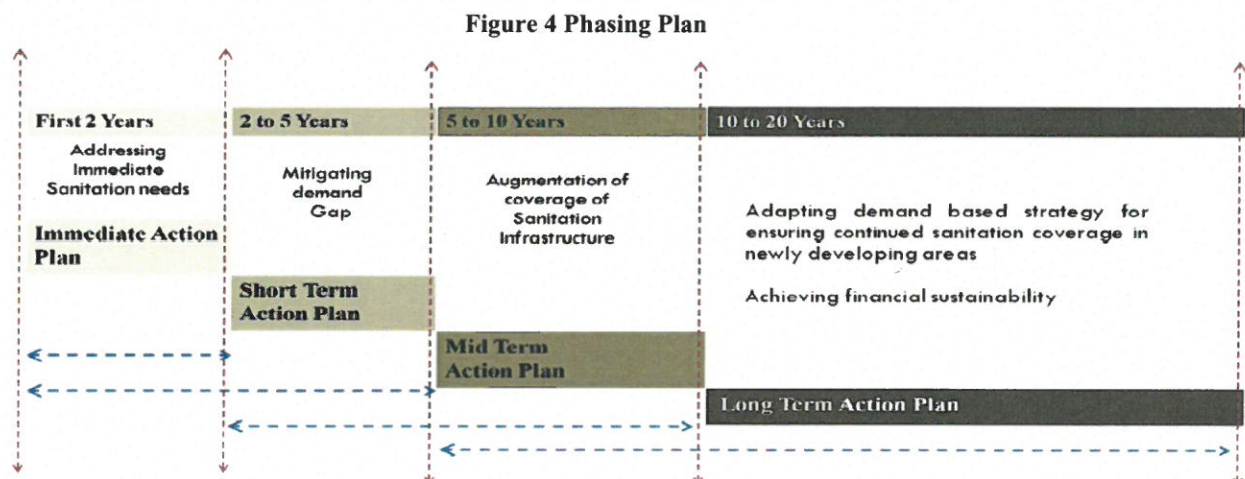 Figure 4 Phasing Plan
First 2 Years
2 to 5 Years
5 to 10 Years
10 to 20 Years
Addressing
Immediate
Sanitation needs
Immediate Action
Plan
Mitigating
demand
Gap
Short Term
Action Plan
Augmentation of
coverage of
Sanitation
Infrastructure
Mid Term
Action Plan
Adapting demand based strategy for
ensuring continued sanitation coverage in
newly developing areas
Achieving financial sustainability
Long Term Action Plan